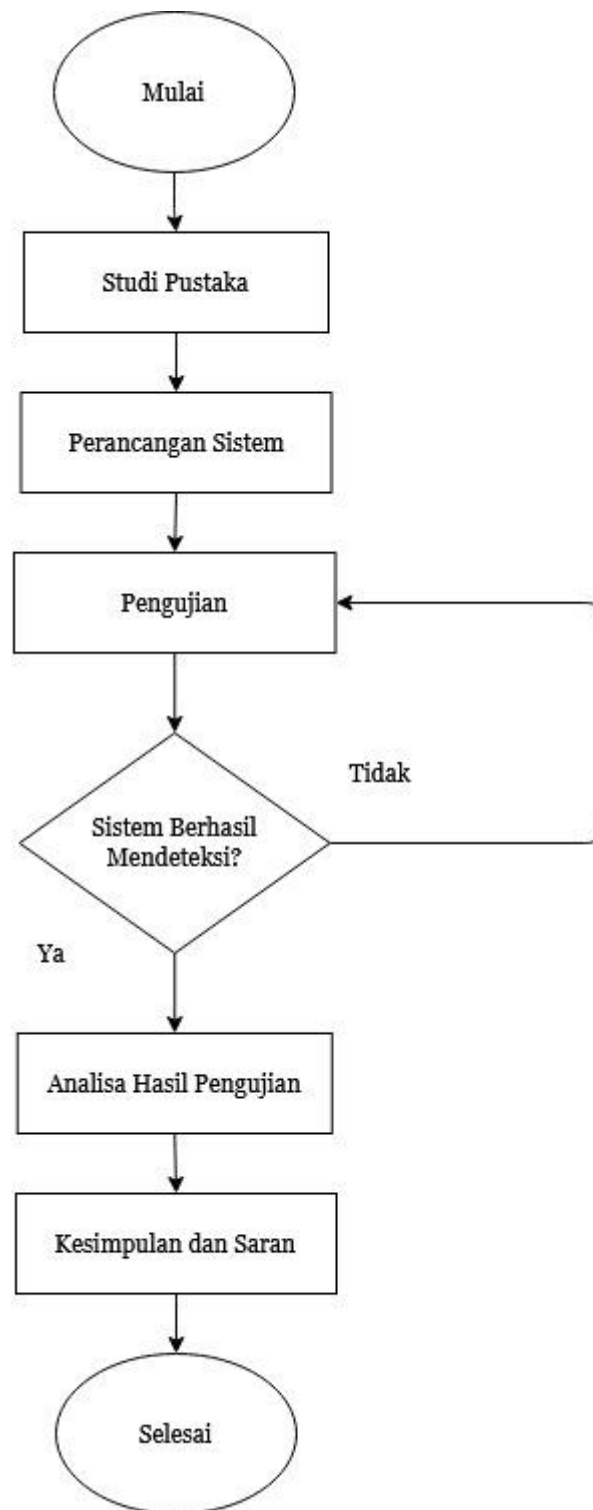 Mulai
Studi Pustaka
Perancangan Sistem
Pengujian
Tidak
Sistem Berhasil
Mendeteksi?
Ya
Analisa Hasil Pengujian
Kesimpulan dan Saran
Selesai